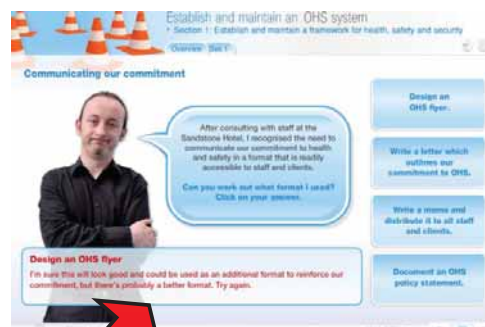 Establish and maintain an OHS system
Section 1: Establish and maintain a framework for health, safety and security
Overview Set 1
Communicating our commitment
After consulting with staff at the
Sandstone Hotel, I recognised the need to
communicate our commitment to health
and safety in a format that is readily
accessible to staff and clients.
Can you work out what format I used?
Click on your answer.
Design an
OHS flyer.
Write a letter which
outlines our
commitment to OHS.
Write a memo and
distribute it to all staff
and clients.
Document an OHS
policy statement.
Design an OHS flyer
I'm sure this will look good and could be used as an additional format to reinforce our
commitment, but there's probably a better format. Try again.